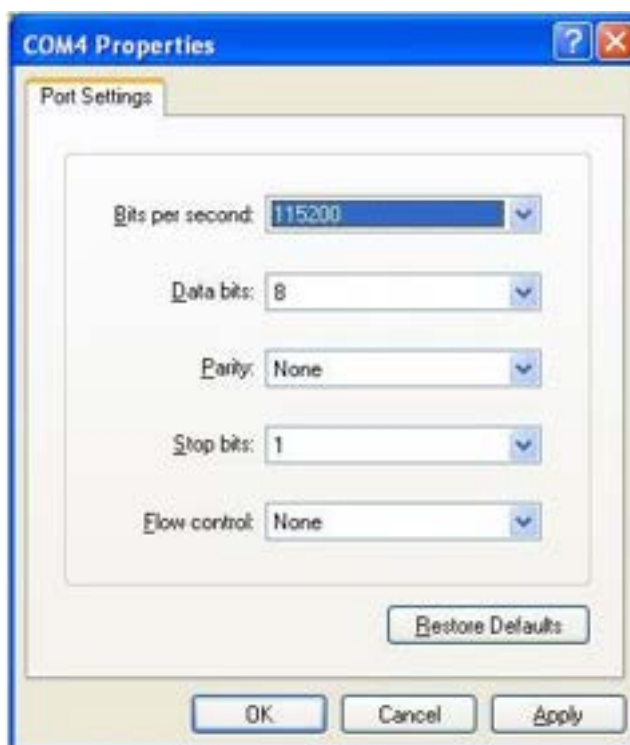 COM4 Properties
Port Settings
Bits per second: 115200
Data bits: 8
Parity: None
Stop bits: 1
Flow control: None
Restore Defaults
OK Cancel Apply